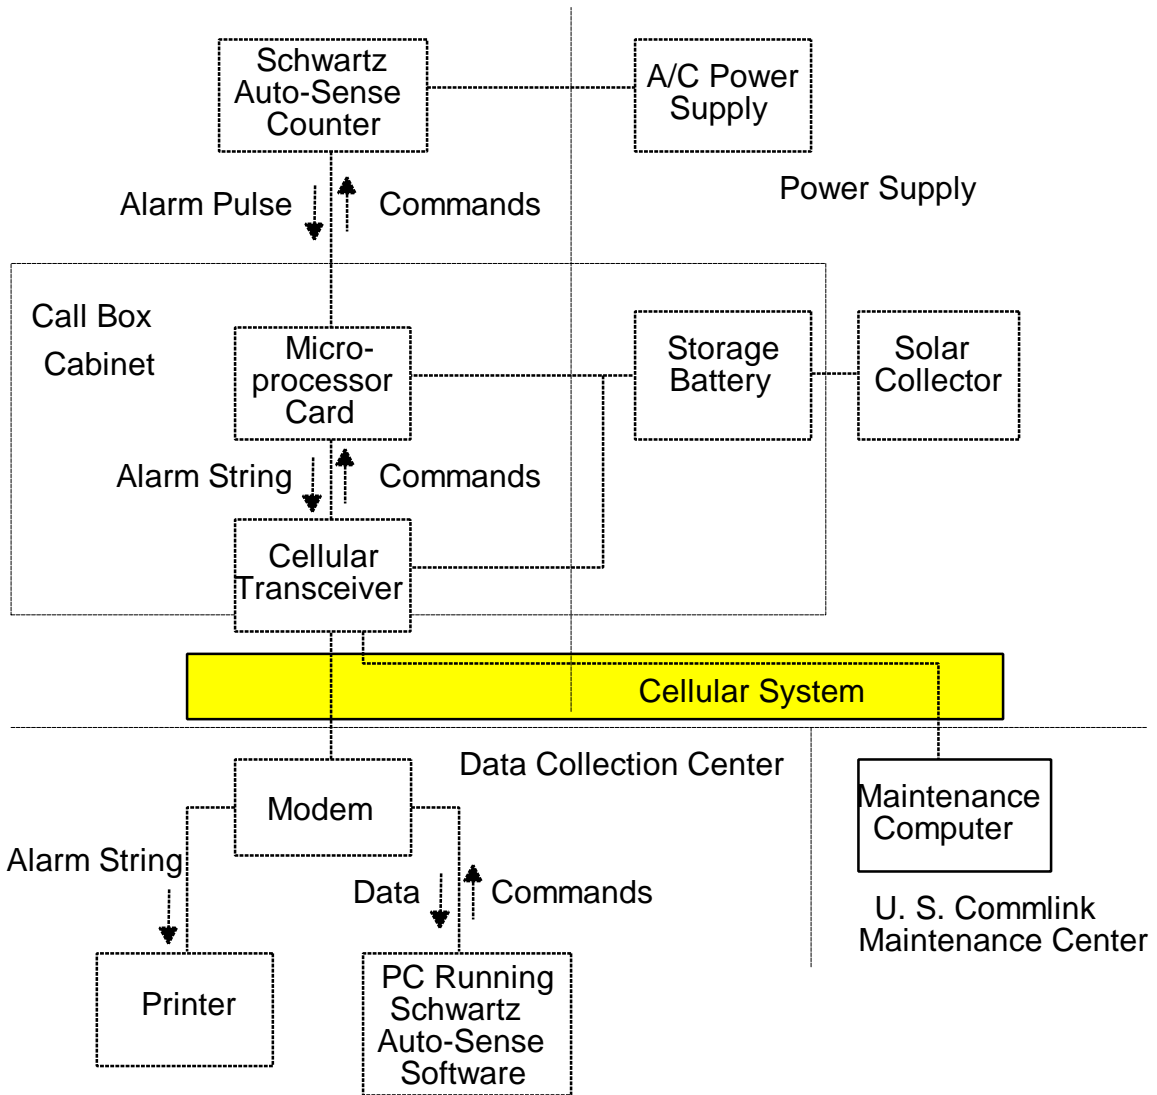 Schwartz
Auto-Sense
Counter
A/C Power
Supply
Power Supply
Alarm Pulse
Commands
Call Box
Cabinet
Micro-
processor
Card
Storage
Battery
Solar
Collector
Alarm String
Commands
Cellular
Transceiver
Cellular System
Data Collection Center
Modem
Maintenance
Computer
Alarm String
Data
Commands
U. S. Commlink
Maintenance Center
Printer
PC Running
Schwartz
Auto-Sense
Software